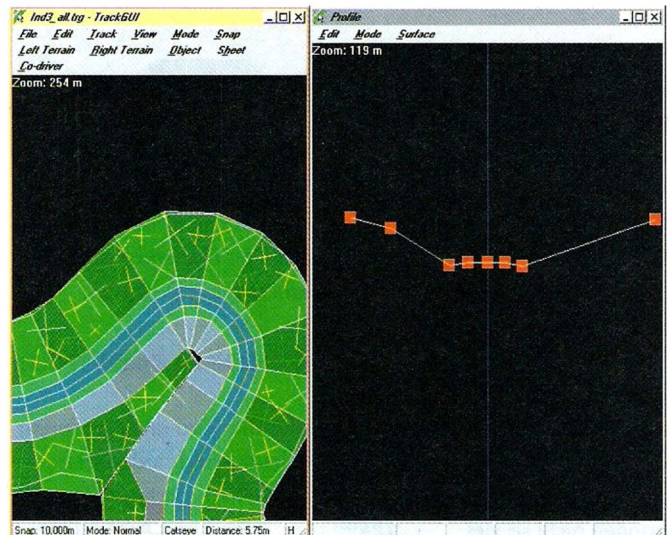 Ind3_all.trg - TrackGUI
File Edit Track View Mode Snap
Left Terrain Right Terrain Object Sheet
Co-driver
Zoom: 254 m
Snap: 10.000m Mode: Normal Catseye Distance: 5.75m H
Profile
Edit Mode Surface
Zoom: 119 m